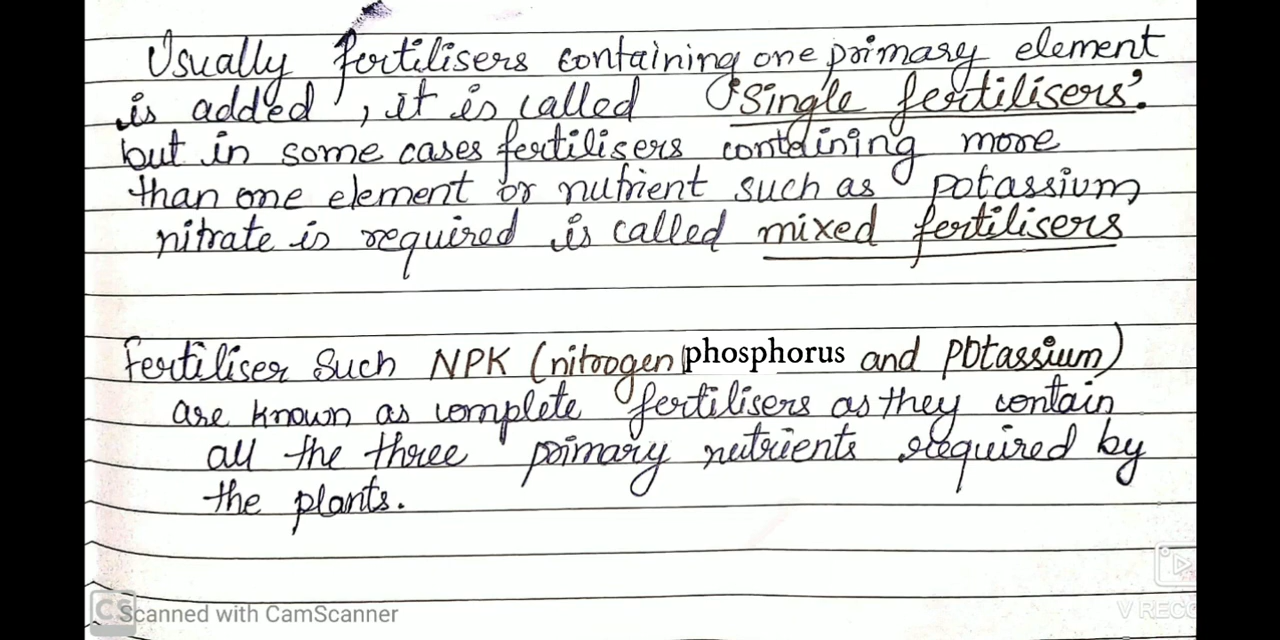 Usually fertilisers containing one primary element
is added, it is called 'Single fertilisers'.
but in some cases fertilisers containing more
than one element or nutrient such as potassium
nitrate is required is called mixed fertilisers
Fertiliser Such NPK (nitrogen phosphorus and Potassium)
are known as complete fertilisers as they contain
all the three primary nutrients required by
the plants.
CS Scanned with CamScanner
V RECO